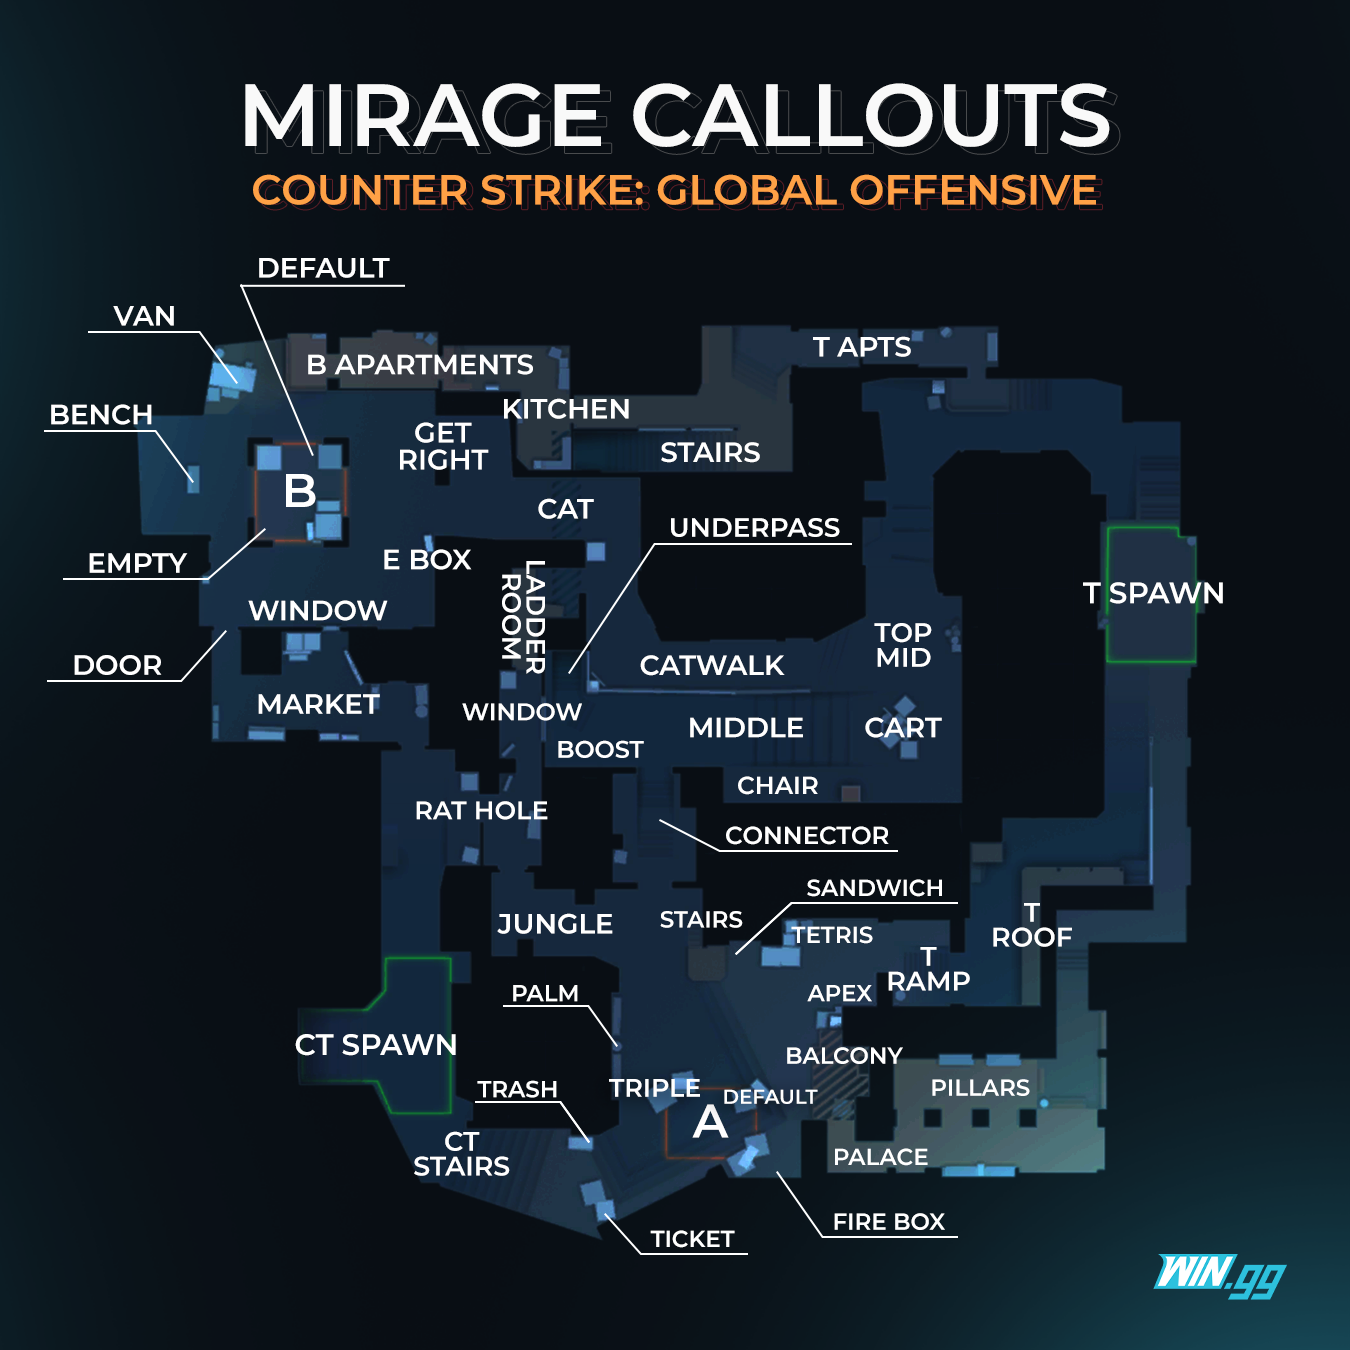 MIRAGE CALLOUTS
COUNTER STRIKE: GLOBAL OFFENSIVE
DEFAULT
VAN
B APARTMENTS
T APTS
BENCH
KITCHEN
GET
RIGHT
STAIRS
B
CAT
UNDERPASS
EMPTY
E BOX
LADDER
ROOM
T SPAWN
WINDOW
TOP
MID
DOOR
CATWALK
MARKET
WINDOW
MIDDLE
CART
BOOST
CHAIR
RAT HOLE
CONNECTOR
SANDWICH
JUNGLE
STAIRS
TETRIS
T
ROOF
T
RAMP
PALM
APEX
CT SPAWN
BALCONY
TRASH
TRIPLE
DEFAULT
PILLARS
A
CT
STAIRS
PALACE
FIRE BOX
TICKET
WIN.gg